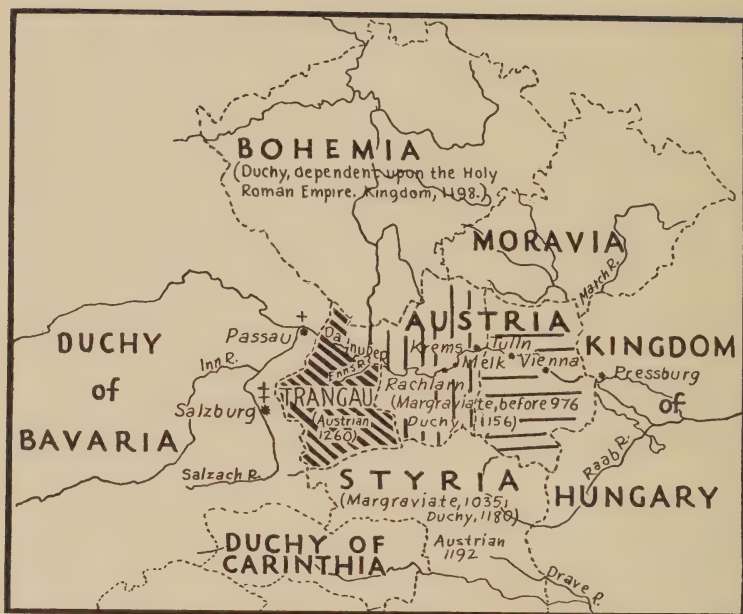 BOHEMIA
(Duchy, dependent upon the Holy
Roman Empire. Kingdom, 1198.)
MORAVIA
March R.
AUSTRIA
Passau
Danube R.
Krems
Tulln
DUCHY
of
BAVARIA
Inn R.
Enns R.
Melk
Vienna
KINGDOM
of
HUNGARY
Pressburg
Rachlarn
Salzburg
TRANGAU
(Austrian
1260)
(Margraviate, before 976
Duchy, 1156)
Salzach R.
Raab R.
STYRIA
(Margraviate, 1035;
Duchy, 1180)
DUCHY OF
CARINTHIA
Austrian
1192
Drave R.